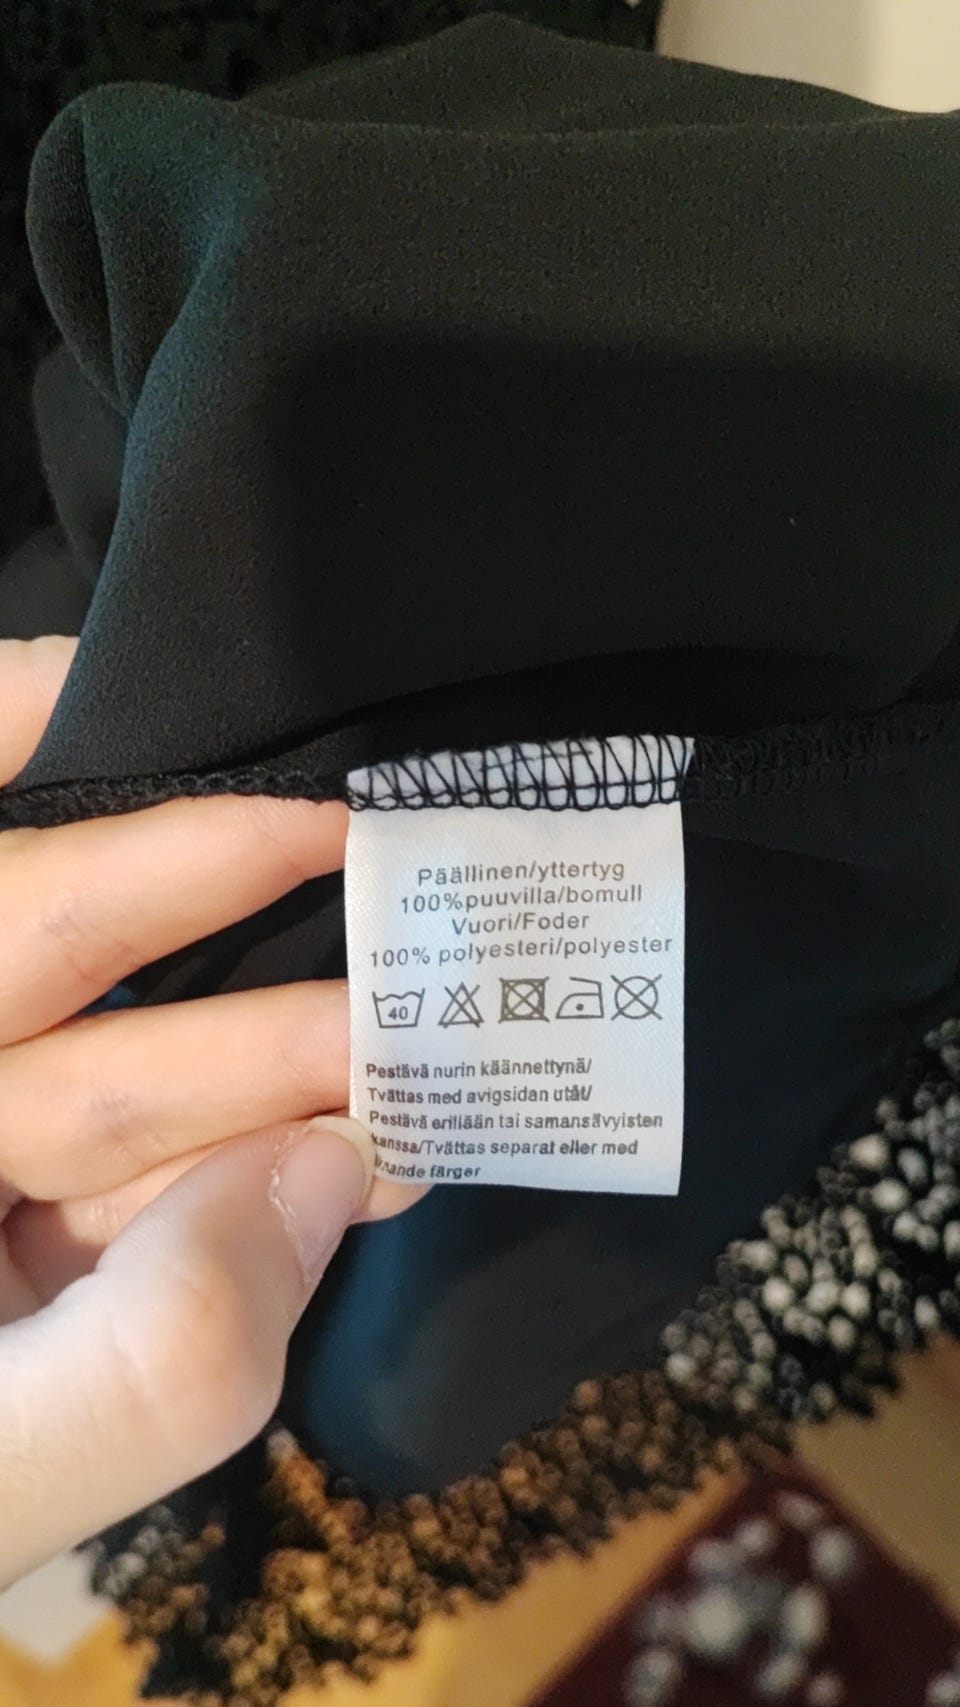 Päällinen/yttertyg
100%puuvilla/bomull
Vuori/Foder
100% polyesteri/polyester
40
Pestävä nurin käännettynä/
Tvättas med avigsidan utåt/
Pestävä erillään tai samansävyisten
kanssa/Tvättas separat eller med
färger